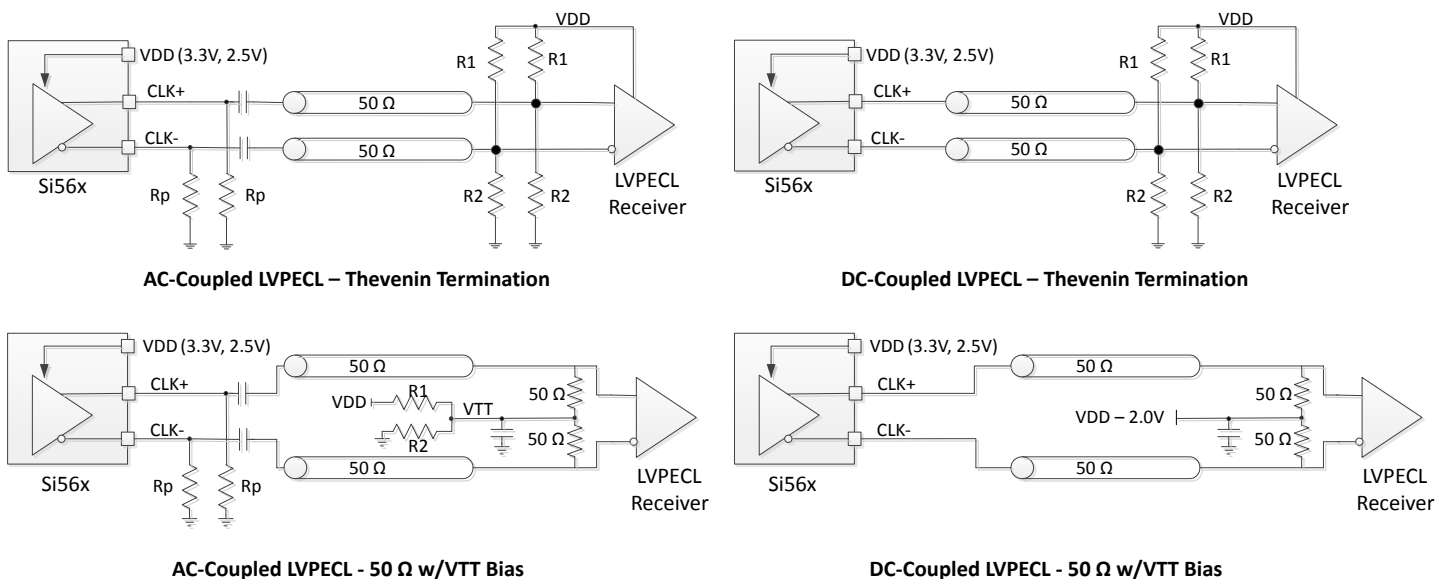 VDD
VDD (3.3V, 2.5V)
R1
R1
CLK+
50 Ω
CLK-
50 Ω
Si56x
Rp
Rp
R2
R2
LVPECL
Receiver
AC-Coupled LVPECL – Thevenin Termination
VDD
VDD (3.3V, 2.5V)
R1
R1
CLK+
50 Ω
CLK-
50 Ω
Si56x
R2
R2
LVPECL
Receiver
DC-Coupled LVPECL – Thevenin Termination
VDD (3.3V, 2.5V)
50 Ω
CLK+
R1
50 Ω
VDD
VTT
CLK-
R2
50 Ω
50 Ω
Si56x
Rp
Rp
LVPECL
Receiver
AC-Coupled LVPECL - 50 Ω w/VTT Bias
VDD (3.3V, 2.5V)
50 Ω
CLK+
50 Ω
VDD – 2.0V
CLK-
50 Ω
50 Ω
Si56x
LVPECL
Receiver
DC-Coupled LVPECL - 50 Ω w/VTT Bias